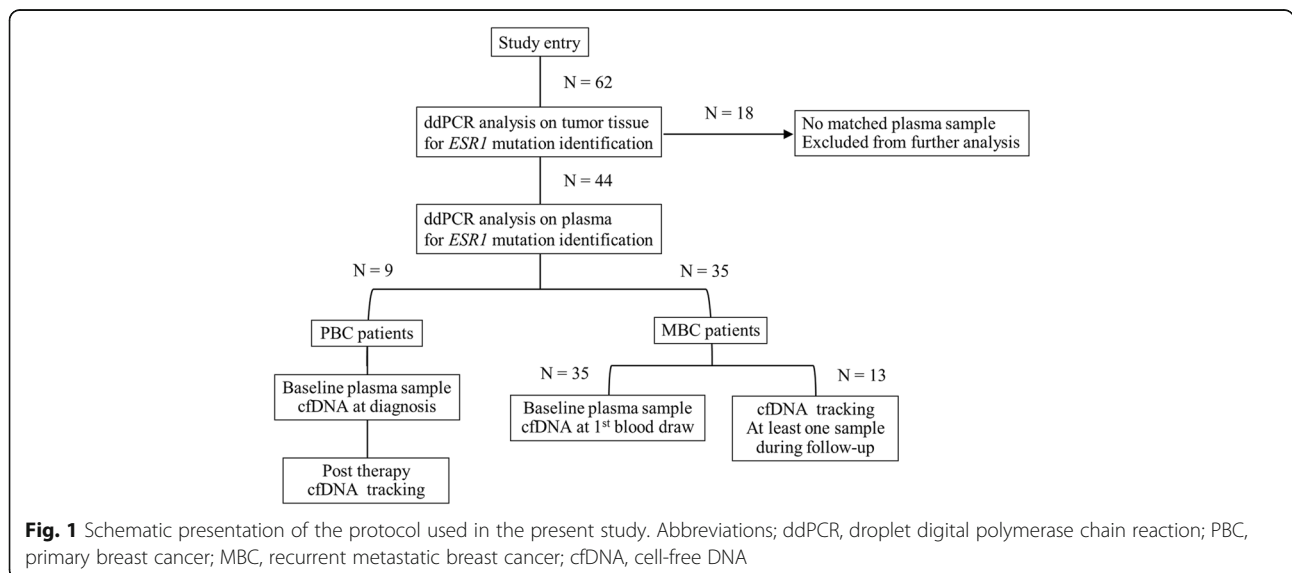 Study entry
N = 62
ddPCR analysis on tumor tissue
for ESR1 mutation identification
N = 18
No matched plasma sample
Excluded from further analysis
N = 44
ddPCR analysis on plasma
for ESR1 mutation identification
N = 9
N = 35
PBC patients
MBC patients
Baseline plasma sample
cfDNA at diagnosis
Post therapy
cfDNA tracking
N = 35
N = 13
Baseline plasma sample
cfDNA at 1st blood draw
cfDNA tracking
At least one sample
during follow-up
Fig. 1 Schematic presentation of the protocol used in the present study. Abbreviations; ddPCR, droplet digital polymerase chain reaction; PBC,
primary breast cancer; MBC, recurrent metastatic breast cancer; cfDNA, cell-free DNA